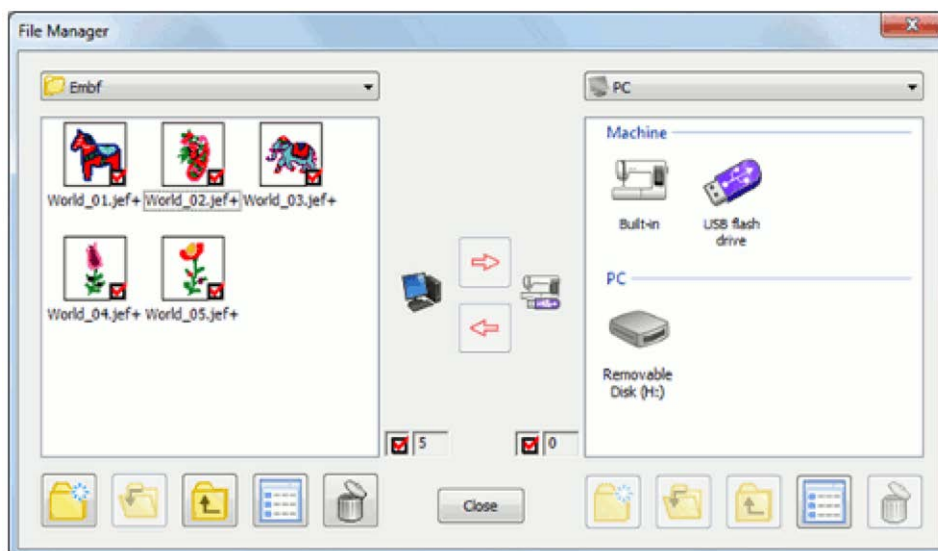 File Manager
Embf
PC
World_01.jef+ World_02.jef+ World_03.jef+
World_04.jef+ World_05.jef+
Machine
Built-in
USB flash
drive
PC
Removable
Disk (H:)
5
0
Close